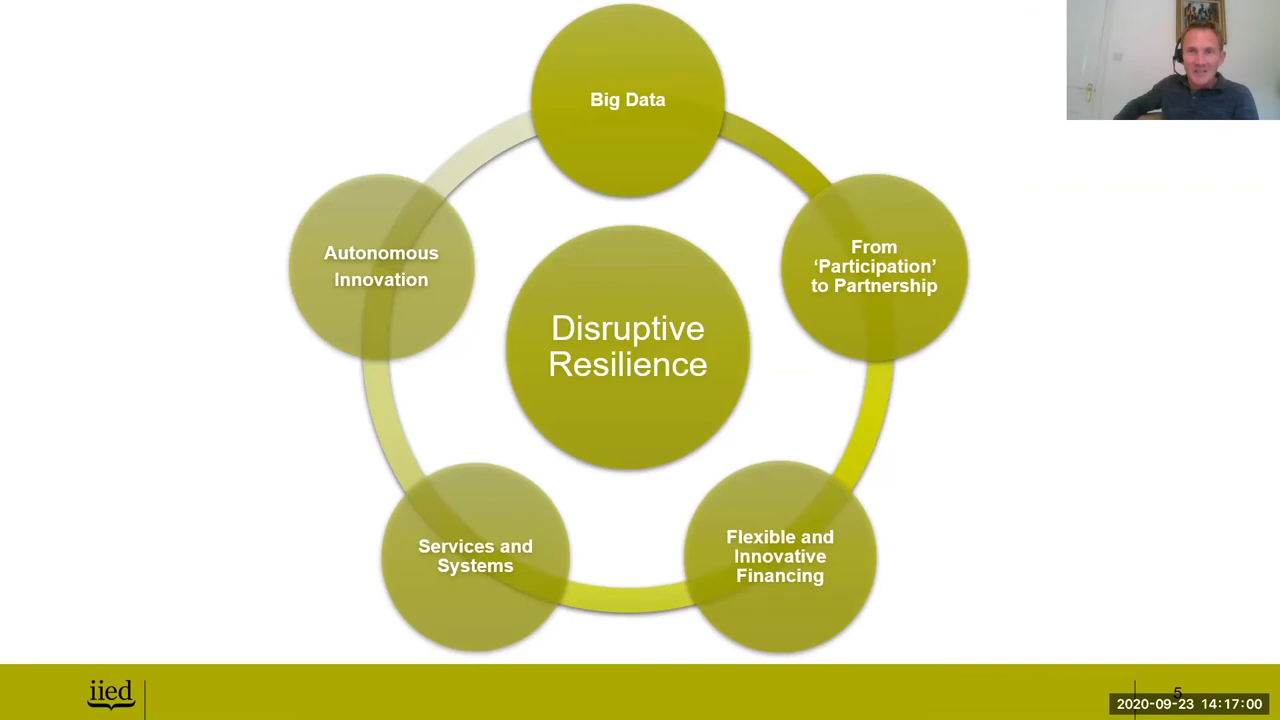 Big Data
Autonomous
Innovation
From
‘Participation’
to Partnership
Disruptive
Resilience
Services and
Systems
Flexible and
Innovative
Financing
iied
5
2020-09-23 14:17:00